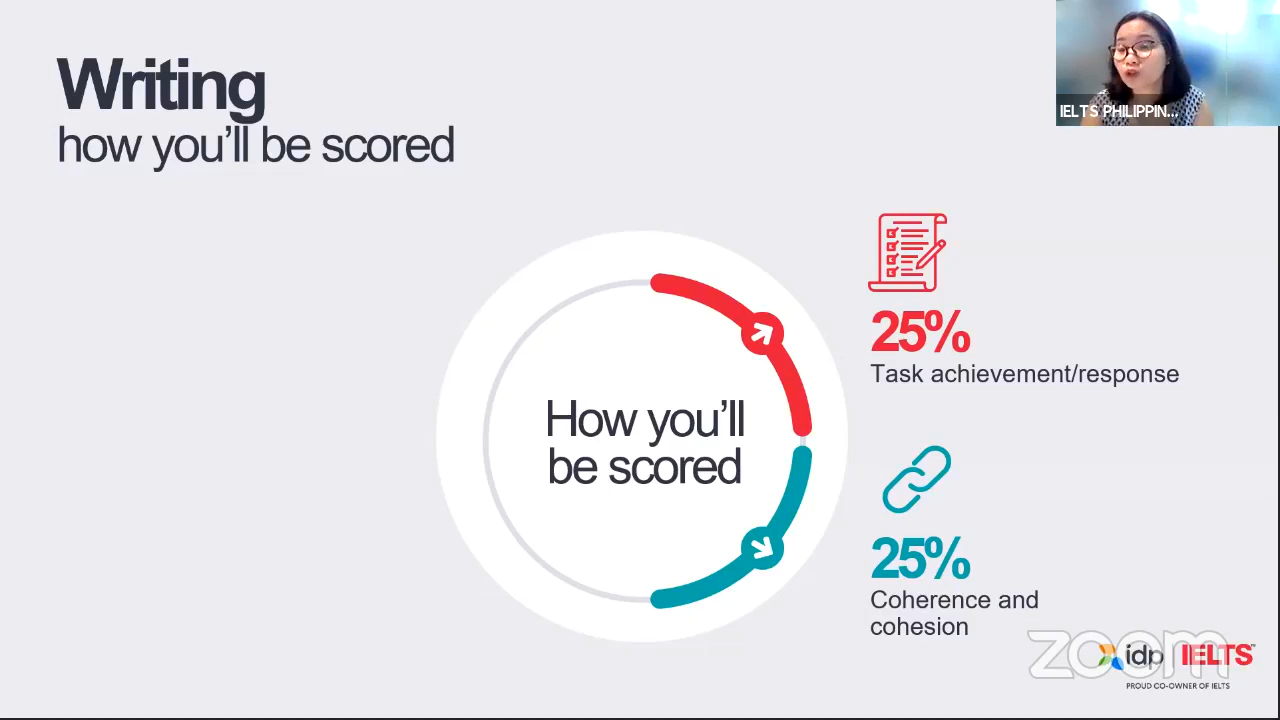 Writing
how you'll be scored
IELTS PHILIPPIN...
How you'll
be scored
25%
Task achievement/response
25%
Coherence and
cohesion
zoom
idp IELTS™
PROUD CO-OWNER OF IELTS